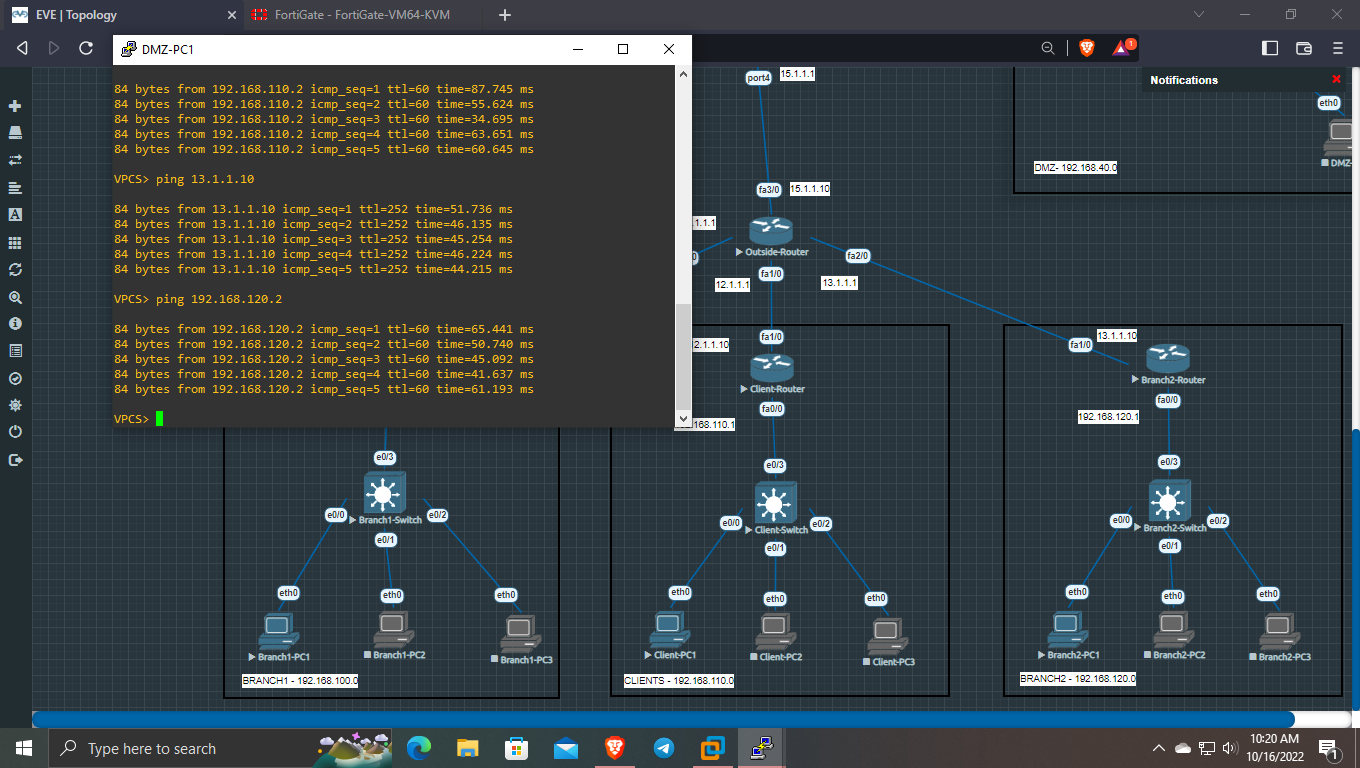 EVE | Topology
FortiGate - FortiGate-VM64-KVM
1
DMZ-PC1
84 bytes from 192.168.110.2 icmp_seq=1 ttl=60 time=87.745 ms
84 bytes from 192.168.110.2 icmp_seq=2 ttl=60 time=55.624 ms
84 bytes from 192.168.110.2 icmp_seq=3 ttl=60 time=34.695 ms
84 bytes from 192.168.110.2 icmp_seq=4 ttl=60 time=63.651 ms
84 bytes from 192.168.110.2 icmp_seq=5 ttl=60 time=60.645 ms
VPCS> ping 13.1.1.10
84 bytes from 13.1.1.10 icmp_seq=1 ttl=252 time=51.736 ms
84 bytes from 13.1.1.10 icmp_seq=2 ttl=252 time=46.135 ms
84 bytes from 13.1.1.10 icmp_seq=3 ttl=252 time=45.254 ms
84 bytes from 13.1.1.10 icmp_seq=4 ttl=252 time=46.224 ms
84 bytes from 13.1.1.10 icmp_seq=5 ttl=252 time=44.215 ms
VPCS> ping 192.168.120.2
84 bytes from 192.168.120.2 icmp_seq=1 ttl=60 time=65.441 ms
84 bytes from 192.168.120.2 icmp_seq=2 ttl=60 time=50.740 ms
84 bytes from 192.168.120.2 icmp_seq=3 ttl=60 time=45.092 ms
84 bytes from 192.168.120.2 icmp_seq=4 ttl=60 time=41.637 ms
84 bytes from 192.168.120.2 icmp_seq=5 ttl=60 time=61.193 ms
VPCS>
port4
15.1.1.1
Notifications
eth0
DMZ-
DMZ- 192.168.40.0
fa3/0
15.1.1.10
.1.1
0
Outside-Router
fa2/0
fa1/0
12.1.1.1
13.1.1.1
fa1/0
2.1.1.10
Client-Router
fa0/0
.168.110.1
13.1.1.10
fa1/0
Branch2-Router
fa0/0
192.168.120.1
e0/3
e0/0
Branch1-Switch
e0/2
e0/1
eth0
eth0
eth0
Branch1-PC1
Branch1-PC2
Branch1-PC3
BRANCH1 - 192.168.100.0
e0/3
e0/0
Client-Switch
e0/2
e0/1
eth0
eth0
eth0
Client-PC1
Client-PC2
Client-PC3
CLIENTS - 192.168.110.0
e0/3
e0/0
Branch2-Switch
e0/2
e0/1
eth0
eth0
eth0
Branch2-PC1
Branch2-PC2
Branch2-PC3
BRANCH2 - 192.168.120.0
Type here to search
10:20 AM
10/16/2022
1